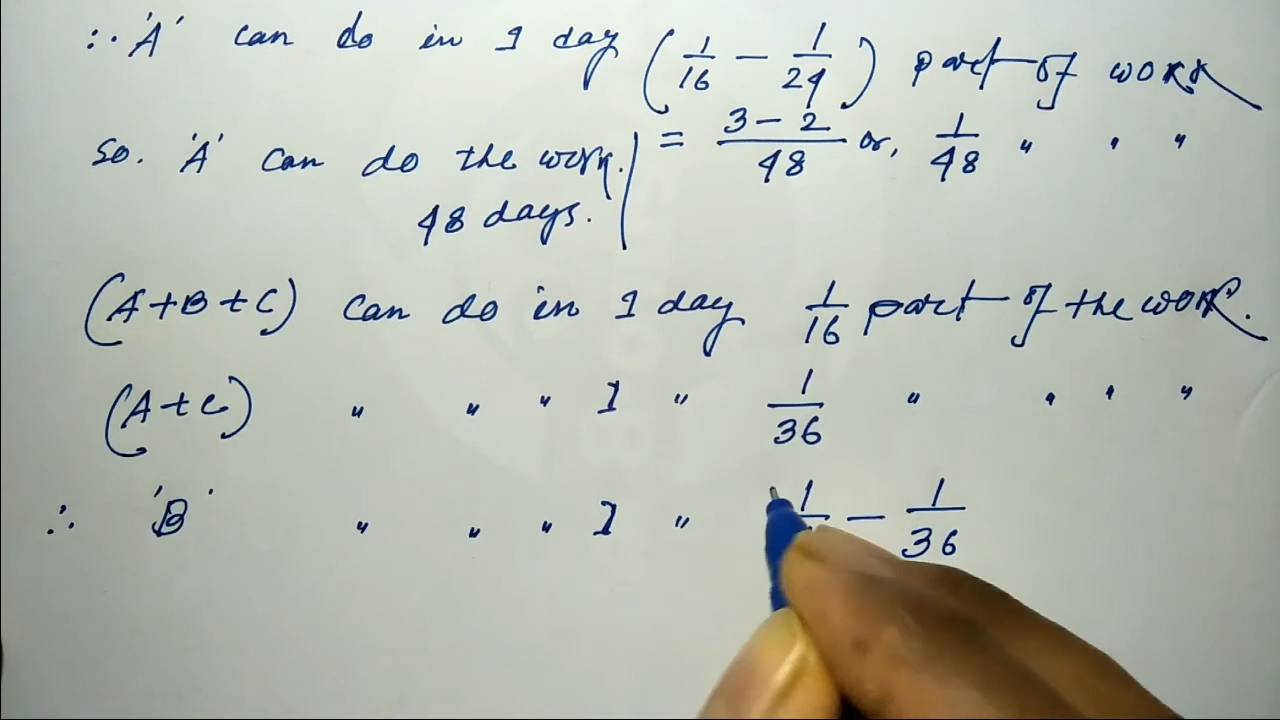 ∴ 'A' can do in 1 day (1/16 - 1/24) part of work
= 3-2/48 or, 1/48 " " "
So. 'A' can do the work.
48 days.
(A+B+C) can do in 1 day 1/16 part of the work.
(A+C) " " " 1 " 1/36 " " " "
∴ 'B' " " " 1 " 1/ - 1/36